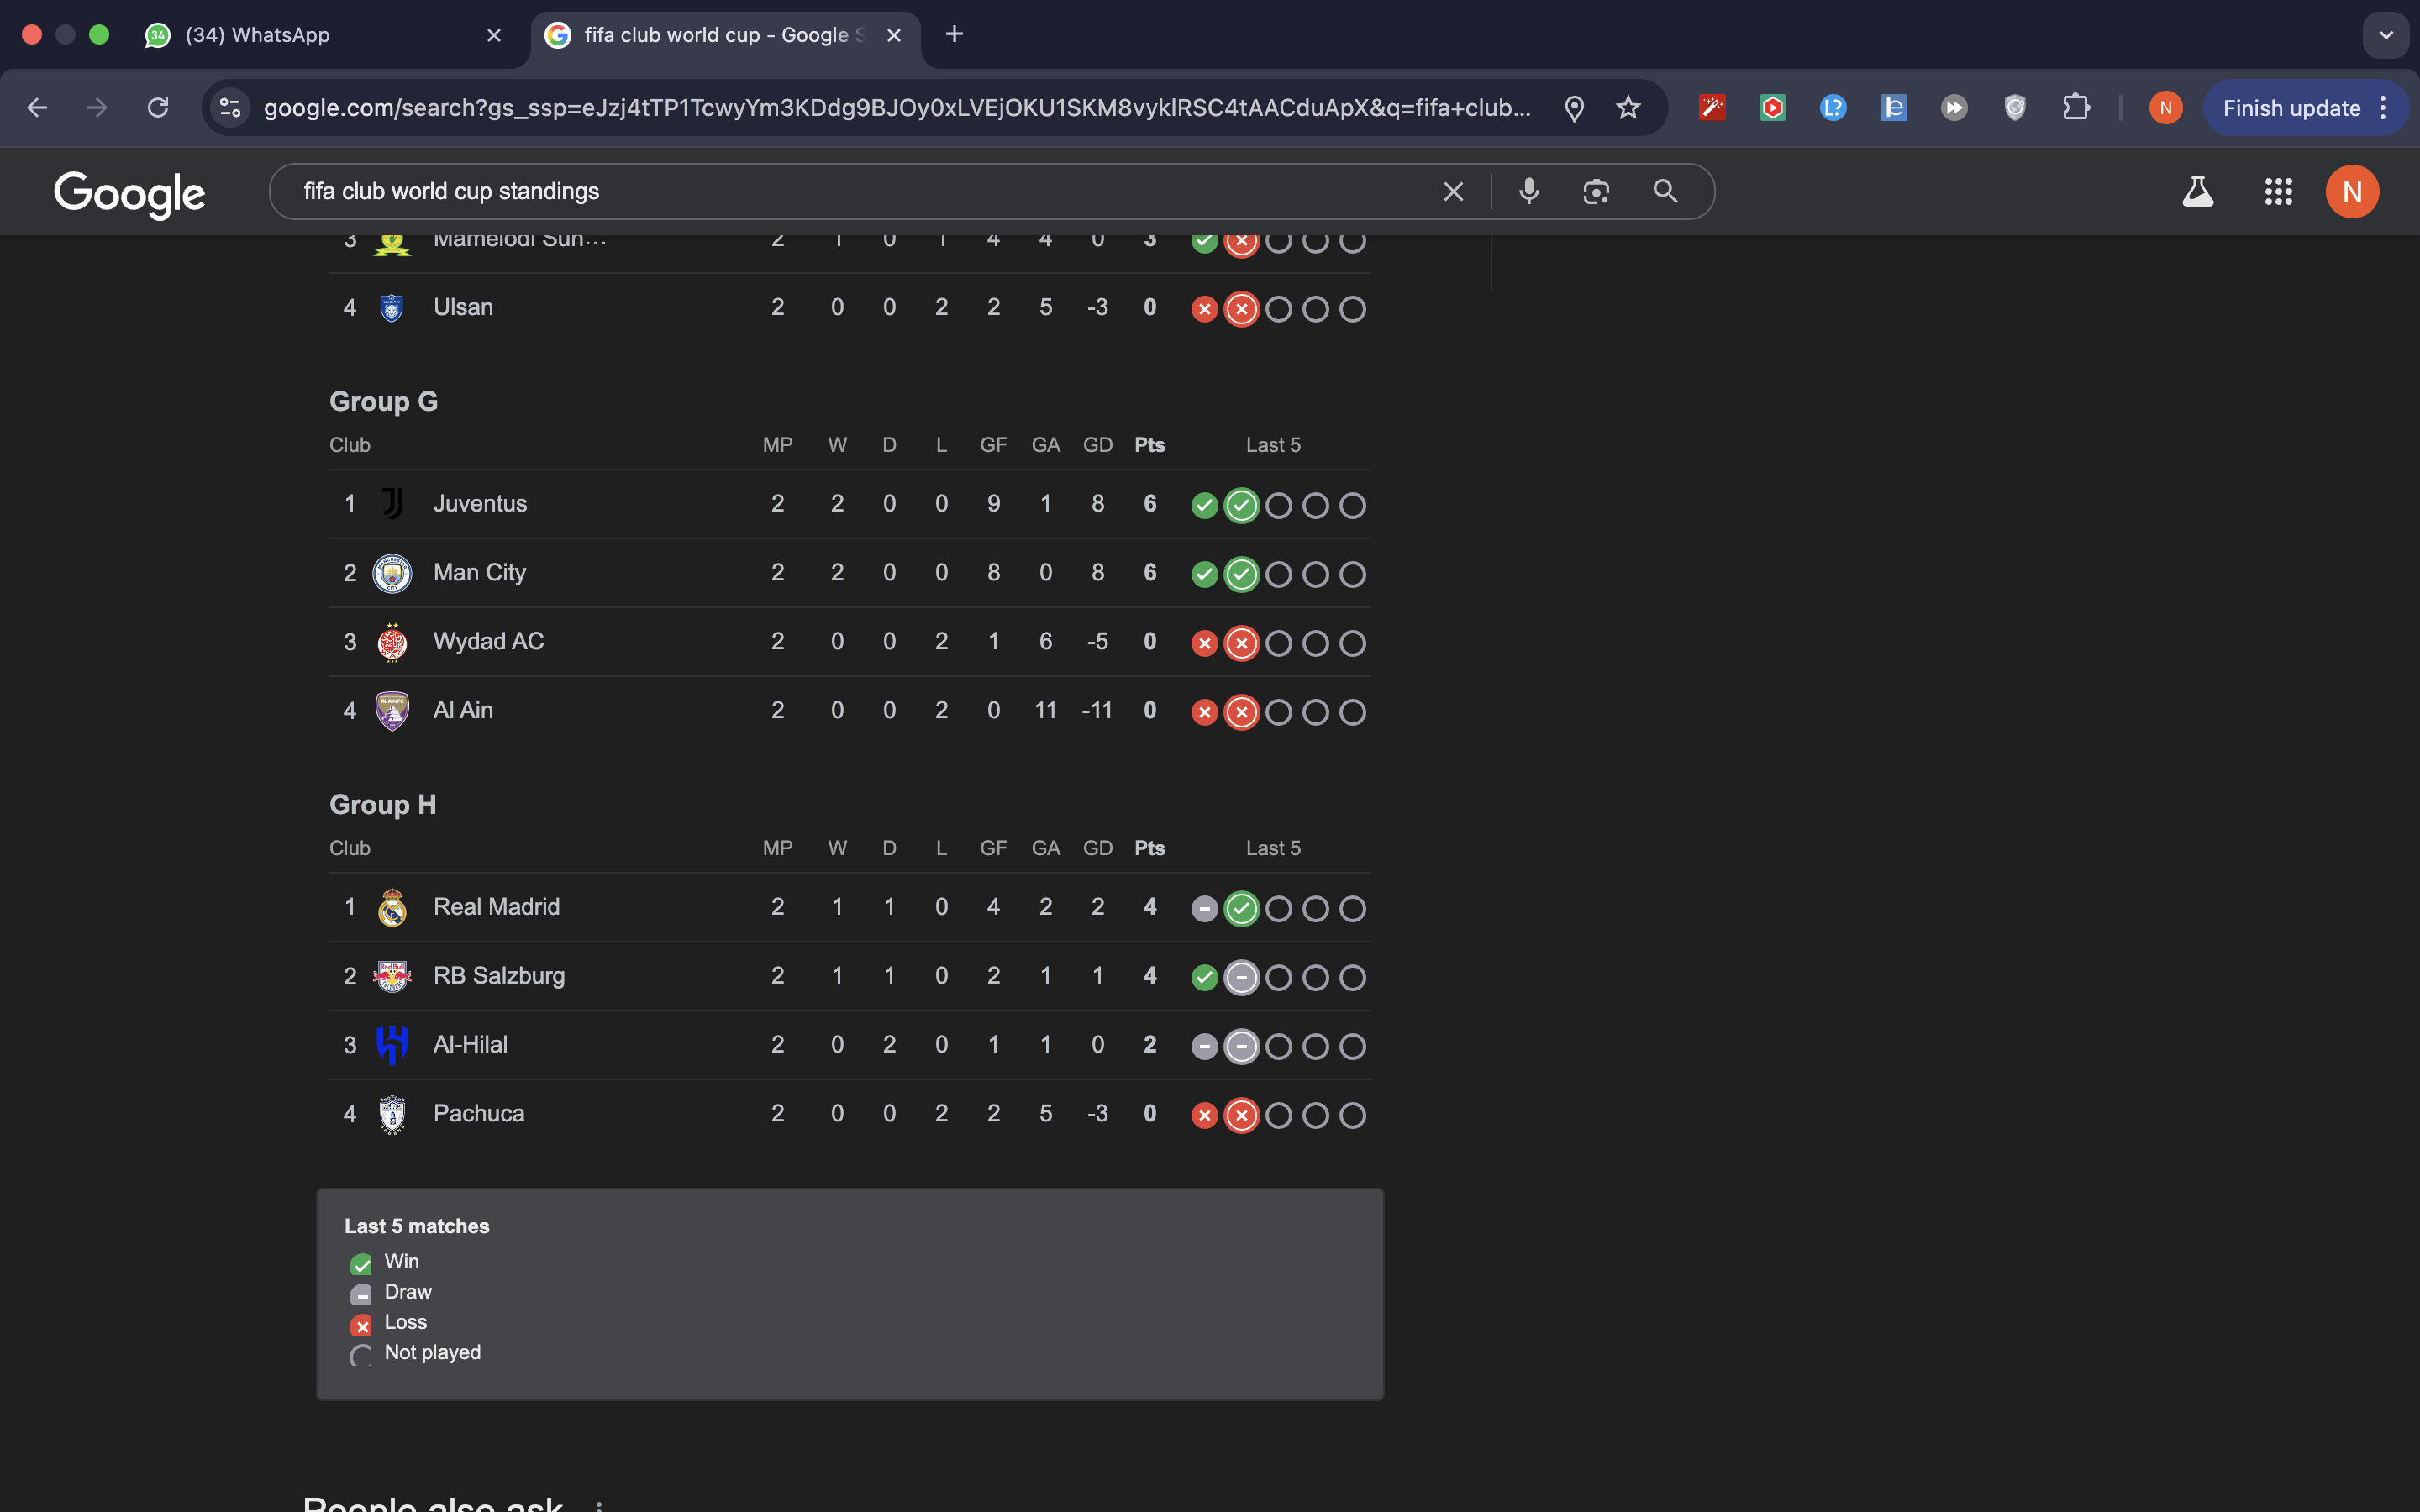 (34) WhatsApp
fifa club world cup - Google S
google.com/search?gs_ssp=eJzj4tTP1TcwyYm3KDdg9BJOy0xLVEjOKU1SKM8vyklRSC4tAACduApX&q=fifa+club...
N
Finish update
Google
fifa club world cup standings
N
3 Mamelodi Sun... 2 1 0 1 4 4 0 3
4 Ulsan 2 0 0 2 2 5 -3 0
Group G
Club MP W D L GF GA GD Pts Last 5
1 Juventus 2 2 0 0 9 1 8 6
2 Man City 2 2 0 0 8 0 8 6
3 Wydad AC 2 0 0 2 1 6 -5 0
4 Al Ain 2 0 0 2 0 11 -11 0
Group H
Club MP W D L GF GA GD Pts Last 5
1 Real Madrid 2 1 1 0 4 2 2 4
2 RB Salzburg 2 1 1 0 2 1 1 4
3 Al-Hilal 2 0 2 0 1 1 0 2
4 Pachuca 2 0 0 2 2 5 -3 0
Last 5 matches
Win
Draw
Loss
Not played
People also ask